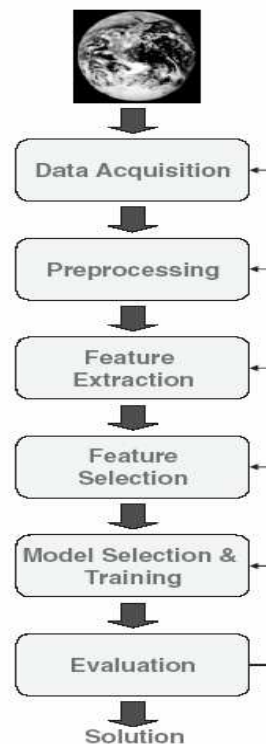 Data Acquisition
Preprocessing
Feature
Extraction
Feature
Selection
Model Selection &
Training
Evaluation
Solution